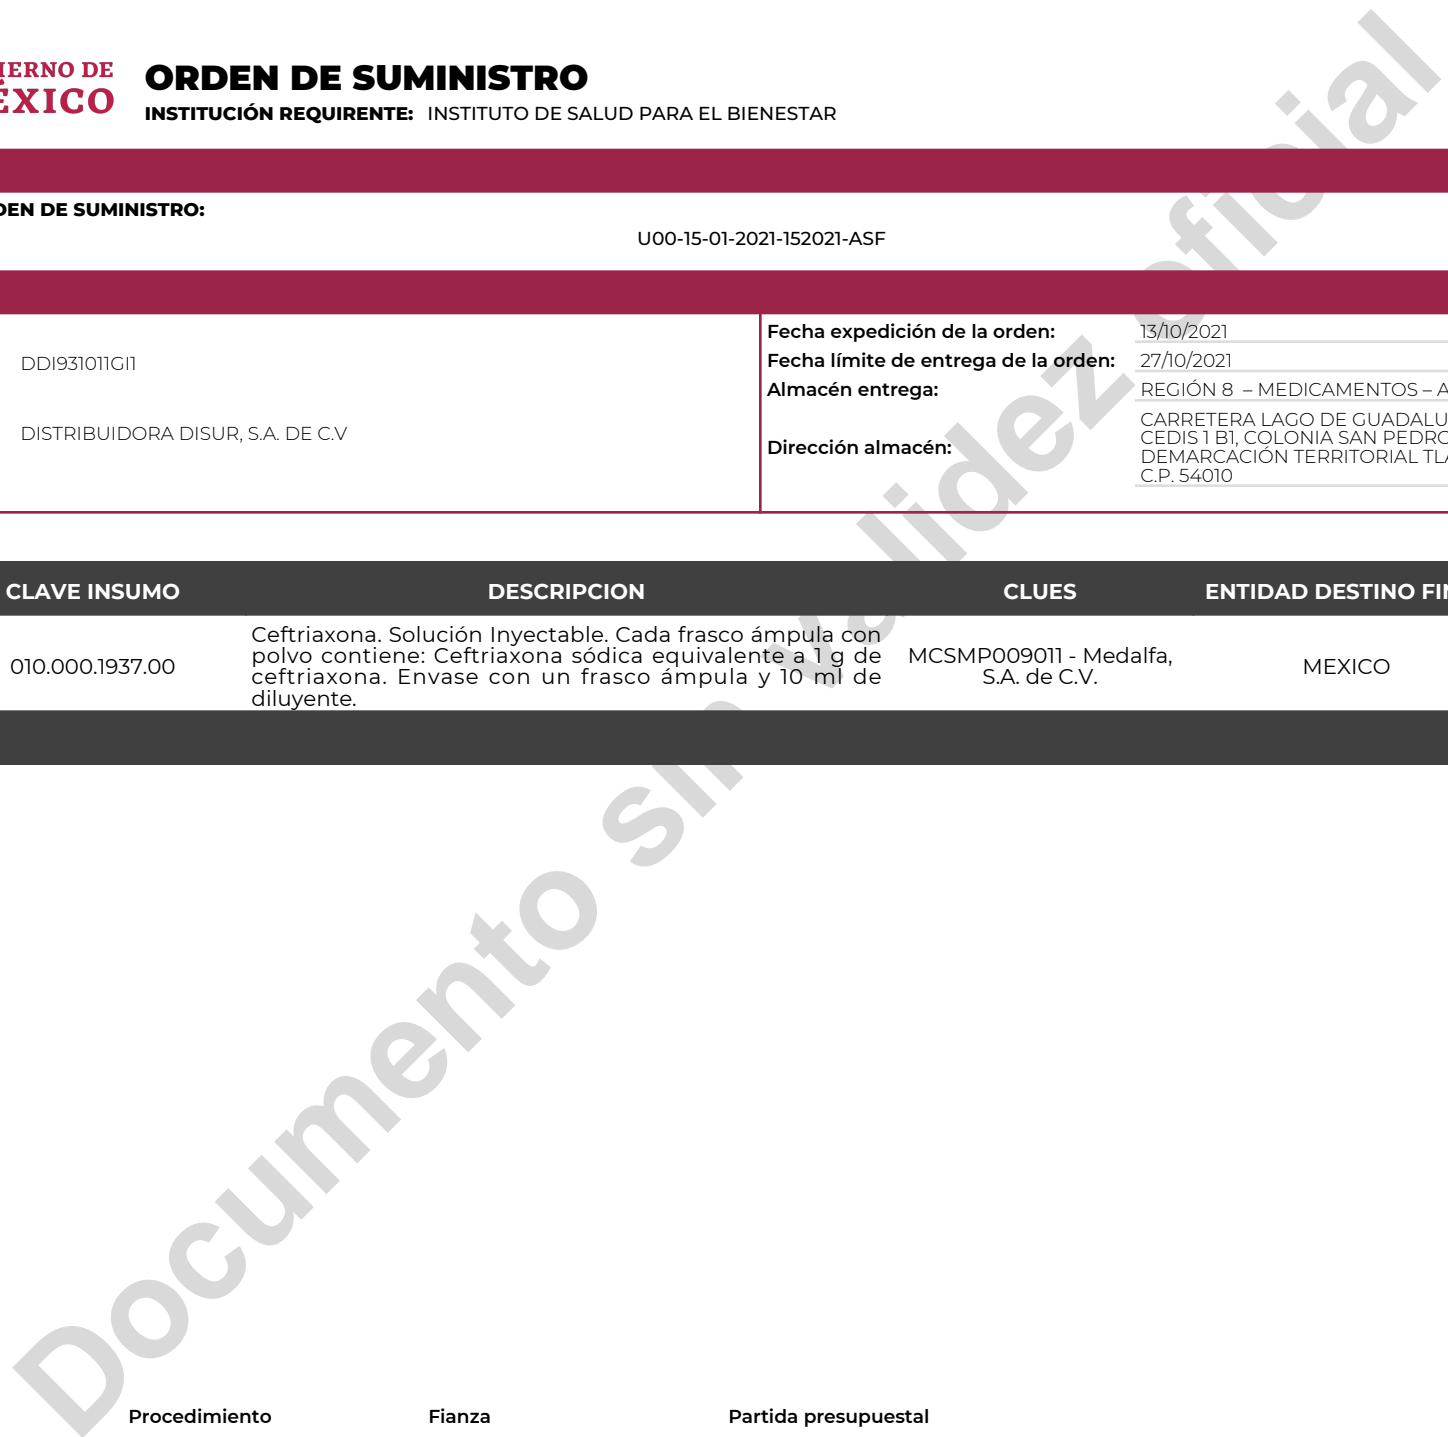 IERNO DE
ÉXICO
ORDEN DE SUMINISTRO
INSTITUCIÓN REQUIRENTE: INSTITUTO DE SALUD PARA EL BIENESTAR
DEN DE SUMINISTRO:
U00-15-01-2021-152021-ASF
DDI931011GI1
DISTRIBUIDORA DISUR, S.A. DE C.V
Fecha expedición de la orden: 13/10/2021
Fecha límite de entrega de la orden: 27/10/2021
Almacén entrega: REGIÓN 8 – MEDICAMENTOS – A
Dirección almacén:
CARRETERA LAGO DE GUADALU
CEDIS 1 B1, COLONIA SAN PEDRO
DEMARCACIÓN TERRITORIAL TLA
C.P. 54010
CLAVE INSUMO DESCRIPCION CLUES ENTIDAD DESTINO FIN
010.000.1937.00
Ceftriaxona. Solución Inyectable. Cada frasco ámpula con
polvo contiene: Ceftriaxona sódica equivalente a 1 g de
ceftriaxona. Envase con un frasco ámpula y 10 ml de
diluyente.
MCSMP009011 - Medalfa,
S.A. de C.V.
MEXICO
Documento sin validez oficial
Procedimiento Fianza Partida presupuestal